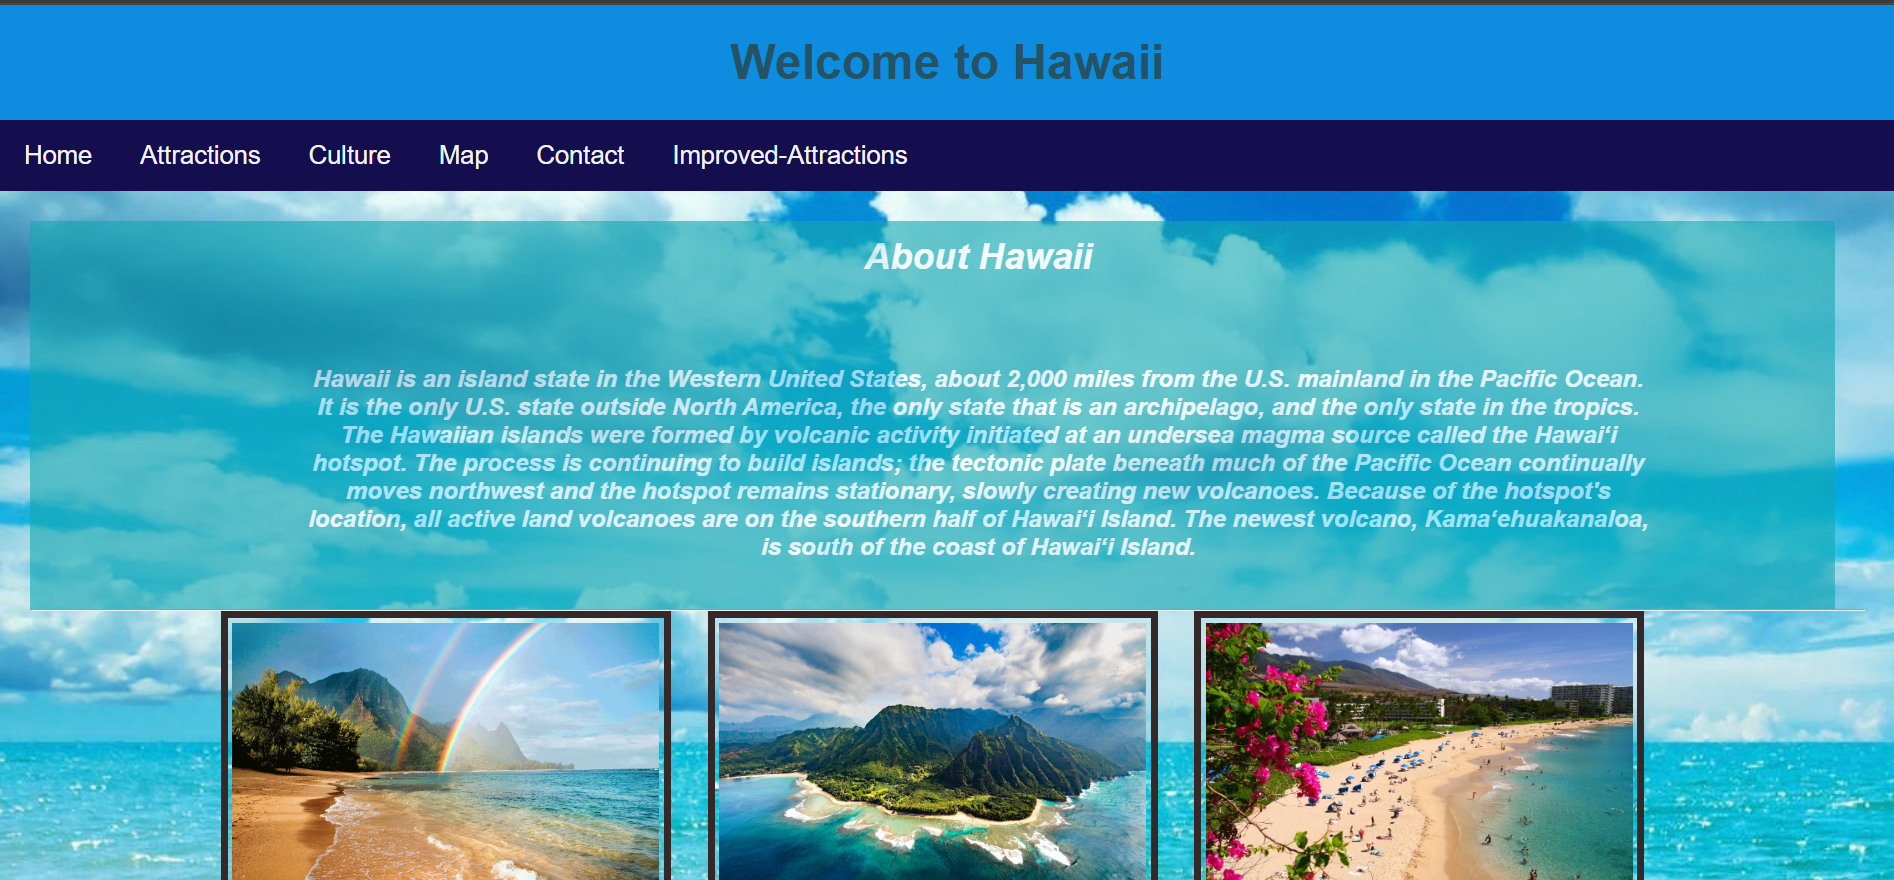 Welcome to Hawaii
Home Attractions Culture Map Contact Improved-Attractions
About Hawaii
Hawaii is an island state in the Western United States, about 2,000 miles from the U.S. mainland in the Pacific Ocean.
It is the only U.S. state outside North America, the only state that is an archipelago, and the only state in the tropics.
The Hawaiian islands were formed by volcanic activity initiated at an undersea magma source called the Hawaiʻi
hotspot. The process is continuing to build islands; the tectonic plate beneath much of the Pacific Ocean continually
moves northwest and the hotspot remains stationary, slowly creating new volcanoes. Because of the hotspot's
location, all active land volcanoes are on the southern half of Hawaiʻi Island. The newest volcano, Kamaʻehuakanaloa,
is south of the coast of Hawaiʻi Island.